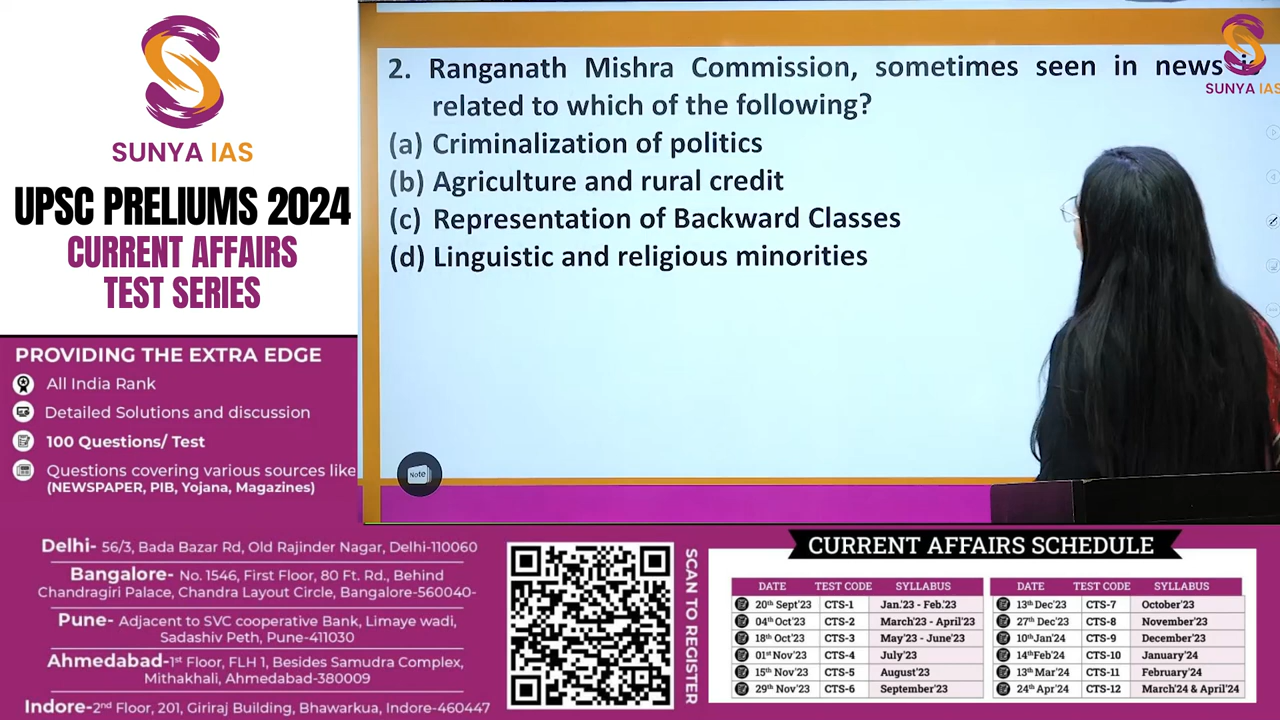 SUNYA IAS
UPSC PRELIUMS 2024
CURRENT AFFAIRS
TEST SERIES
PROVIDING THE EXTRA EDGE
All India Rank
Detailed Solutions and discussion
100 Questions/ Test
Questions covering various sources like
(NEWSPAPER, PIB, Yojana, Magazines)
2. Ranganath Mishra Commission, sometimes seen in news is
related to which of the following?
(a) Criminalization of politics
(b) Agriculture and rural credit
(c) Representation of Backward Classes
(d) Linguistic and religious minorities
SUNYA IAS
Note
Delhi- 56/3, Bada Bazar Rd, Old Rajinder Nagar, Delhi-110060
Bangalore- No. 1546, First Floor, 80 Ft. Rd., Behind
Chandragiri Palace, Chandra Layout Circle, Bangalore-560040-
Pune- Adjacent to SVC cooperative Bank, Limaye wadi,
Sadashiv Peth, Pune-411030
Ahmedabad-1st Floor, FLH 1, Besides Samudra Complex,
Mithakhali, Ahmedabad-380009
Indore-2nd Floor, 201, Giriraj Building, Bhawarkua, Indore-460447
SCAN TO REGISTER
CURRENT AFFAIRS SCHEDULE
DATE TEST CODE SYLLABUS
20th Sept'23 CTS-1 Jan.'23 - Feb.'23
04th Oct'23 CTS-2 March'23 - April'23
18th Oct'23 CTS-3 May'23 - June'23
01st Nov'23 CTS-4 July'23
15th Nov'23 CTS-5 August'23
29th Nov'23 CTS-6 September'23
DATE TEST CODE SYLLABUS
13th Dec'23 CTS-7 October'23
27th Dec'23 CTS-8 November'23
10th Jan'24 CTS-9 December'23
14th Feb'24 CTS-10 January'24
13th Mar'24 CTS-11 February'24
24th Apr'24 CTS-12 March'24 & April'24